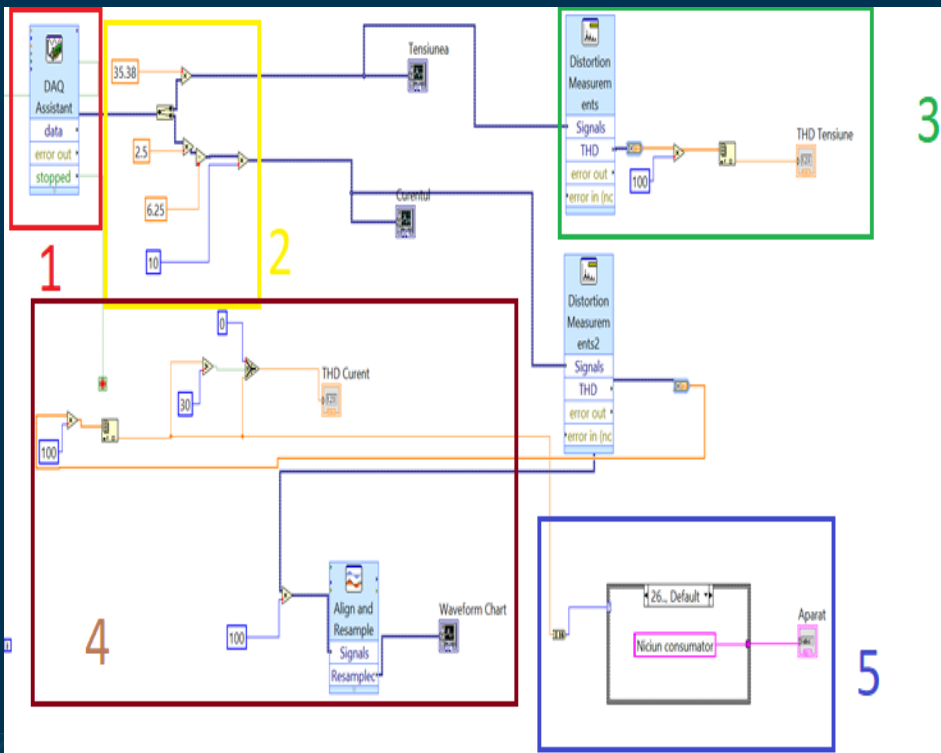 DAQ
Assistant
data
error out
stopped
1
35.38
2.5
6.25
10
2
Tensiunea
Curentul
Distortion
Measurem
ents
Signals
THD
error out
error in (nc
100
THD Tensiune
3
Distortion
Measurem
ents2
Signals
THD
error out
error in (nc
0
30
100
THD Curent
100
Align and
Resample
Signals
Resamplec
Waveform Chart
4
26.., Default
Niciun consumator
Aparat
5